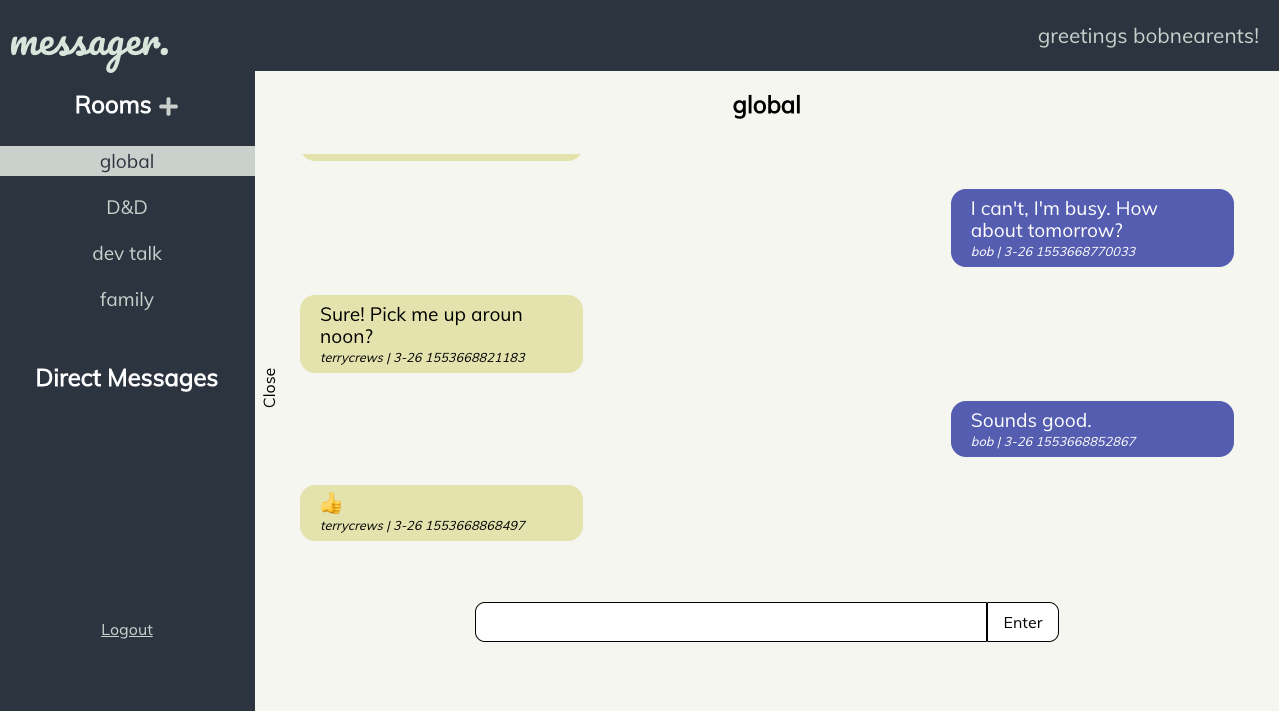 messager.
greetings bobnearents!
Rooms +
global
D&D
dev talk
family
Direct Messages
Logout
Close
global
I can't, I'm busy. How
about tomorrow?
bob | 3-26 1553668770033
Sure! Pick me up aroun
noon?
terrycrews | 3-26 1553668821183
Sounds good.
bob | 3-26 1553668852867
👍
terrycrews | 3-26 1553668868497
Enter